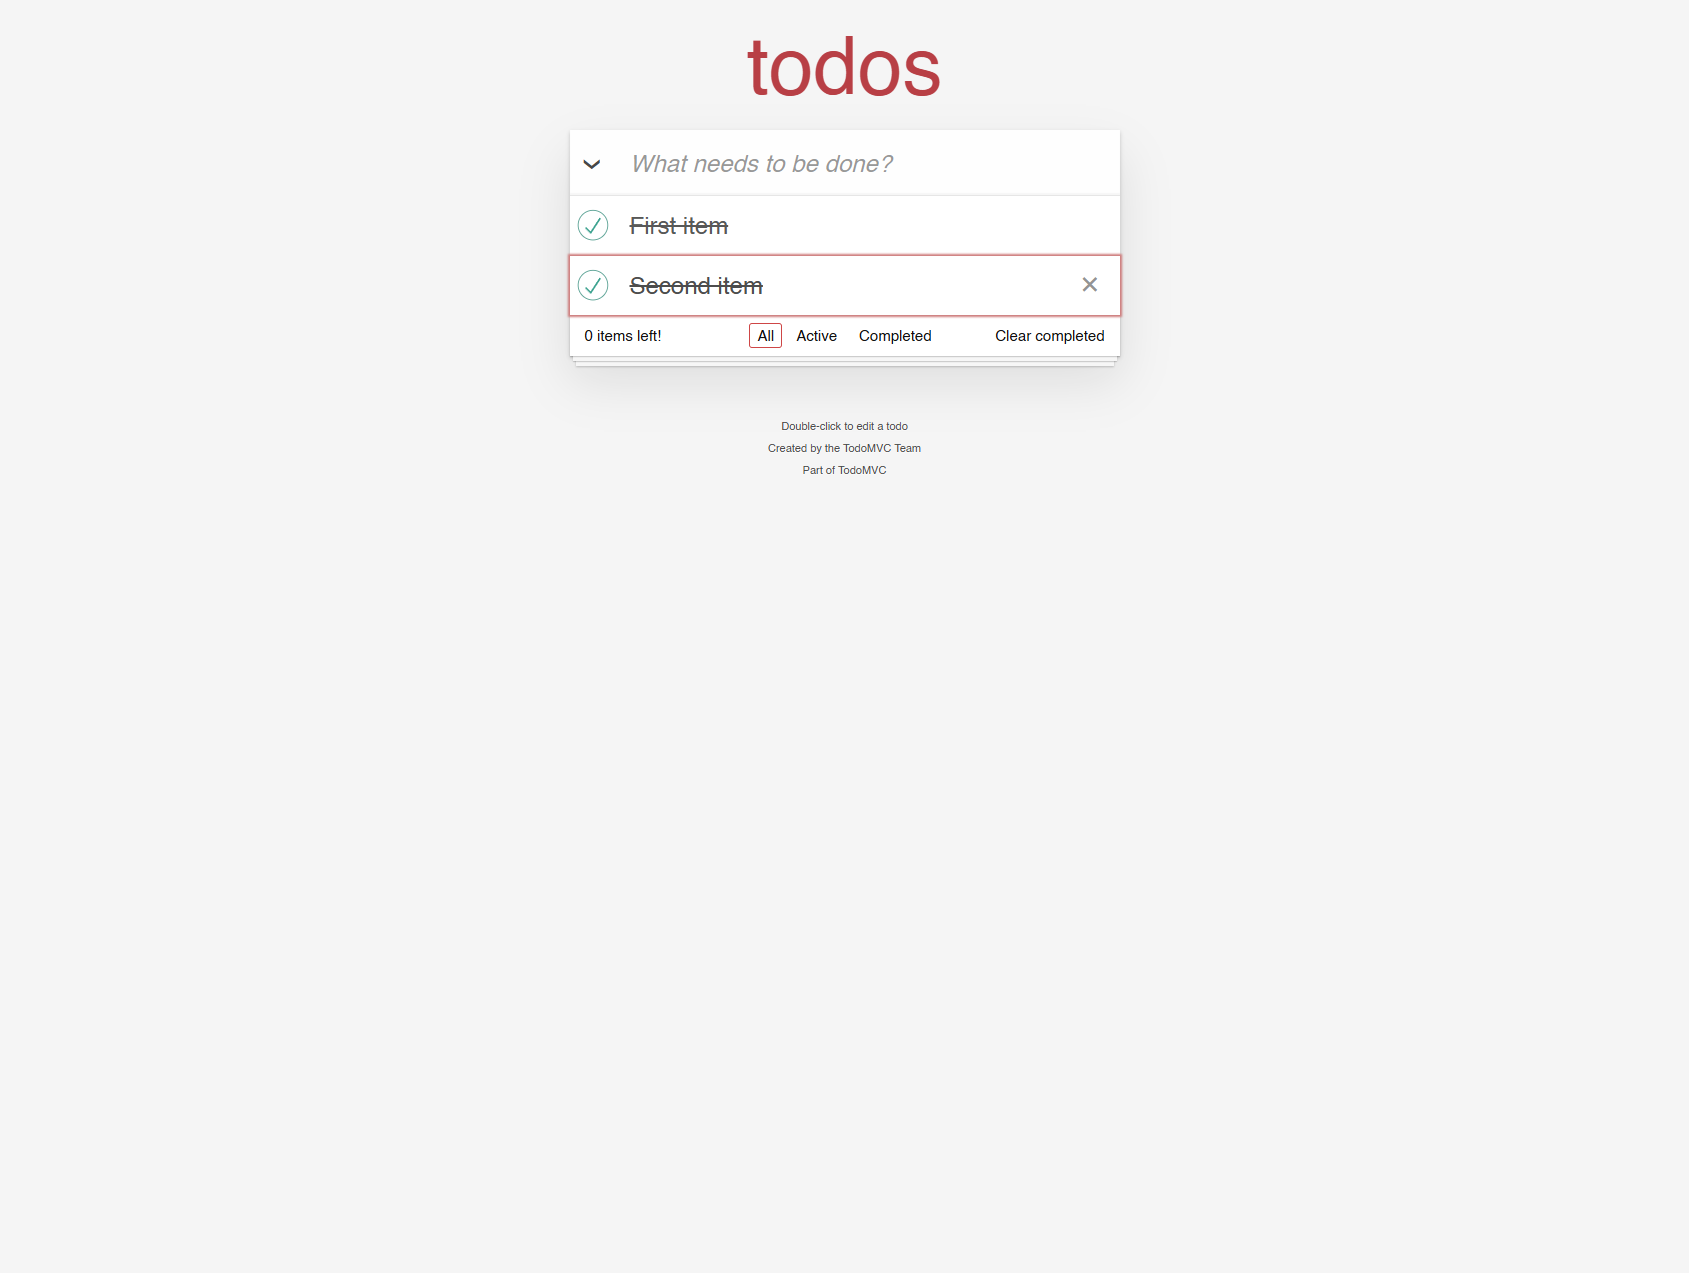 todos
What needs to be done?
First item
Second item
0 items left! All Active Completed Clear completed
Double-click to edit a todo
Created by the TodoMVC Team
Part of TodoMVC